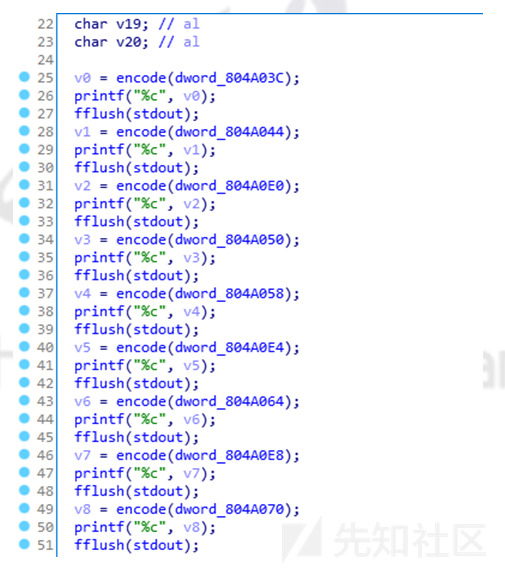 22 char v19; // al
23 char v20; // al
24
25 v0 = encode(dword_804A03C);
26 printf("%c", v0);
27 fflush(stdout);
28 v1 = encode(dword_804A044);
29 printf("%c", v1);
30 fflush(stdout);
31 v2 = encode(dword_804A0E0);
32 printf("%c", v2);
33 fflush(stdout);
34 v3 = encode(dword_804A050);
35 printf("%c", v3);
36 fflush(stdout);
37 v4 = encode(dword_804A058);
38 printf("%c", v4);
39 fflush(stdout);
40 v5 = encode(dword_804A0E4);
41 printf("%c", v5);
42 fflush(stdout);
43 v6 = encode(dword_804A064);
44 printf("%c", v6);
45 fflush(stdout);
46 v7 = encode(dword_804A0E8);
47 printf("%c", v7);
48 fflush(stdout);
49 v8 = encode(dword_804A070);
50 printf("%c", v8);
51 fflush(stdout);
先知社区